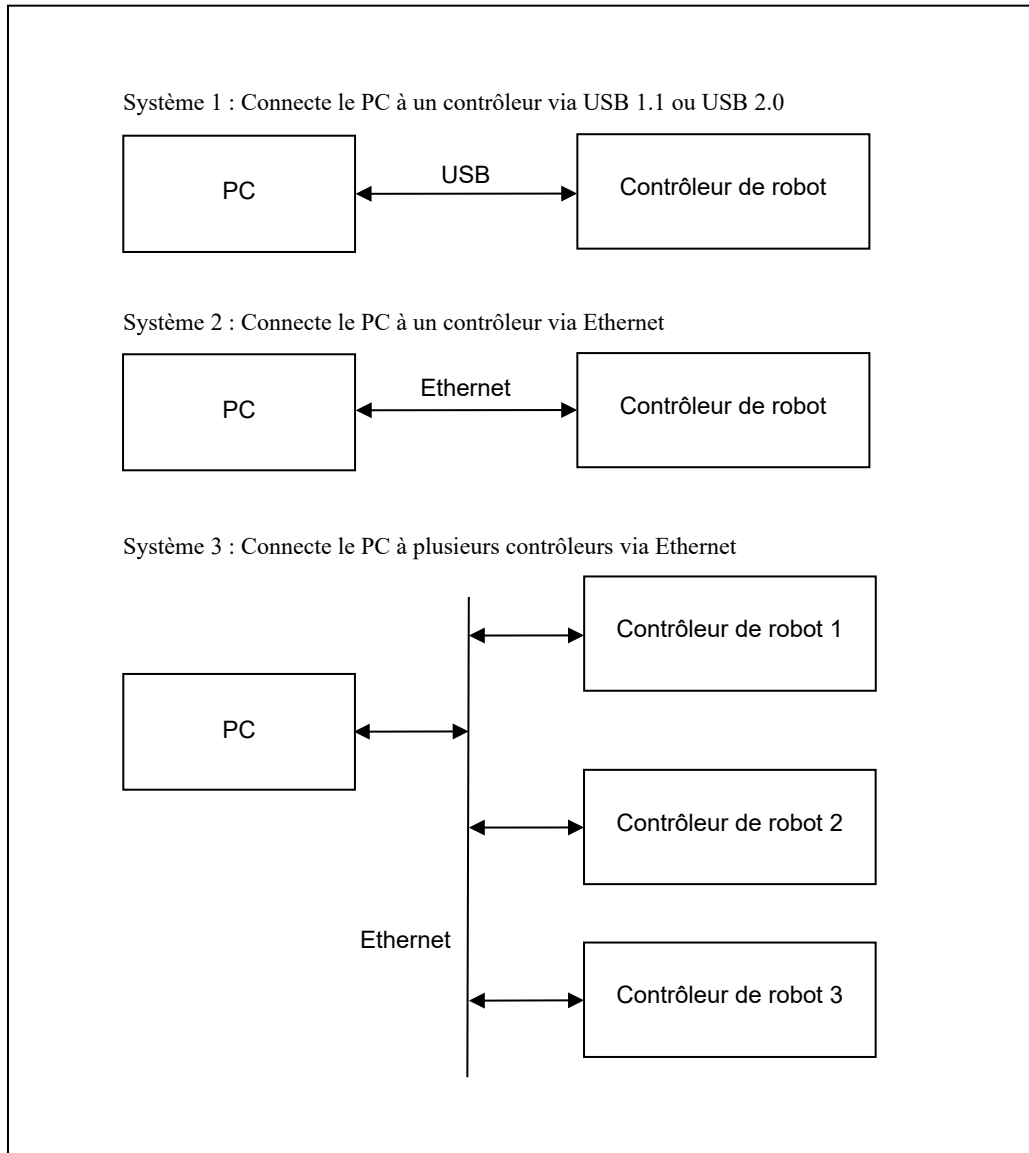 Système 1 : Connecte le PC à un contrôleur via USB 1.1 ou USB 2.0
PC
USB
Contrôleur de robot
Système 2 : Connecte le PC à un contrôleur via Ethernet
PC
Ethernet
Contrôleur de robot
Système 3 : Connecte le PC à plusieurs contrôleurs via Ethernet
Contrôleur de robot 1
PC
Contrôleur de robot 2
Ethernet
Contrôleur de robot 3